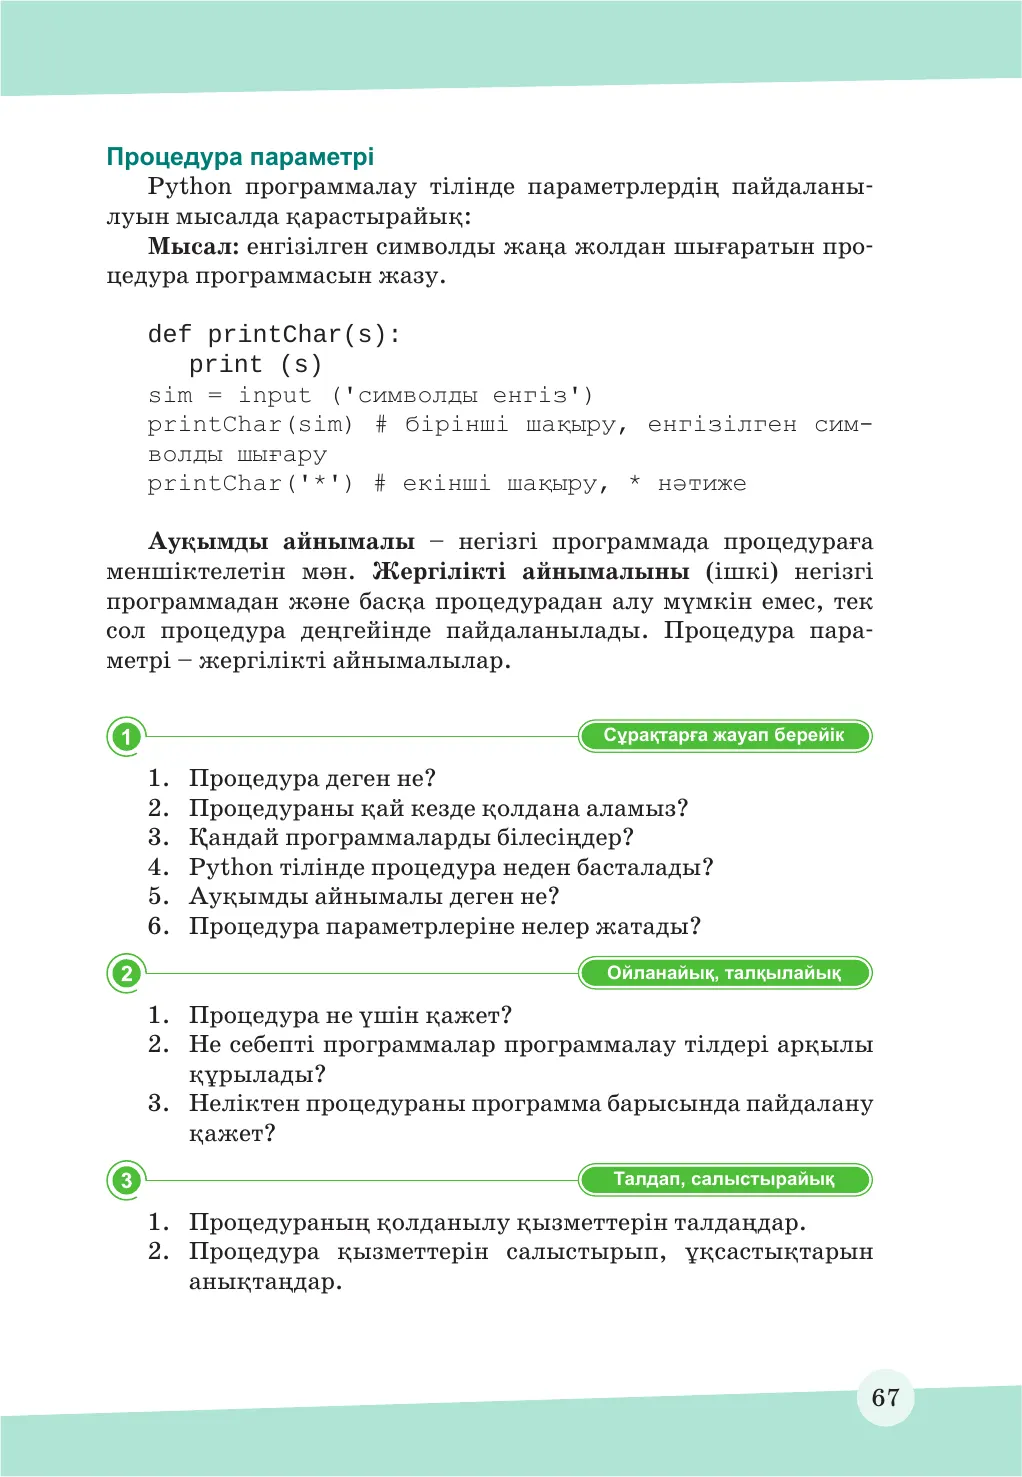 Процедура параметрі
Python программалау тілінде параметрлердің пайдаланы-
луын мысалда қарастырайық:
Мысал: енгізілген символды жаңа жолдан шығаратын про-
цедура программасын жазу.
def printChar(s):
print (s)
sim = input ('символды енгіз')
printChar(sim) # бірінші шақыру, енгізілген сим-
волды шығару
printChar('*') # екінші шақыру, * нәтиже
Ауқымды айнымалы – негізгі программада процедураға
меншіктелетін мән. Жергілікті айнымалыны (ішкі) негізгі
программадан және басқа процедурадан алу мүмкін емес, тек
сол процедура деңгейінде пайдаланылады. Процедура пара-
метрі – жергілікті айнымалылар.
1 Сұрақтарға жауап берейік
1. Процедура деген не?
2. Процедураны қай кезде қолдана аламыз?
3. Қандай программаларды білесіңдер?
4. Python тілінде процедура неден басталады?
5. Ауқымды айнымалы деген не?
6. Процедура параметрлеріне нелер жатады?
2 Ойланайық, талқылайық
1. Процедура не үшін қажет?
2. Не себепті программалар программалау тілдері арқылы
құрылады?
3. Неліктен процедураны программа барысында пайдалану
қажет?
3 Талдап, салыстырайық
1. Процедураның қолданылу қызметтерін талдаңдар.
2. Процедура қызметтерін салыстырып, ұқсастықтарын
анықтаңдар.
67